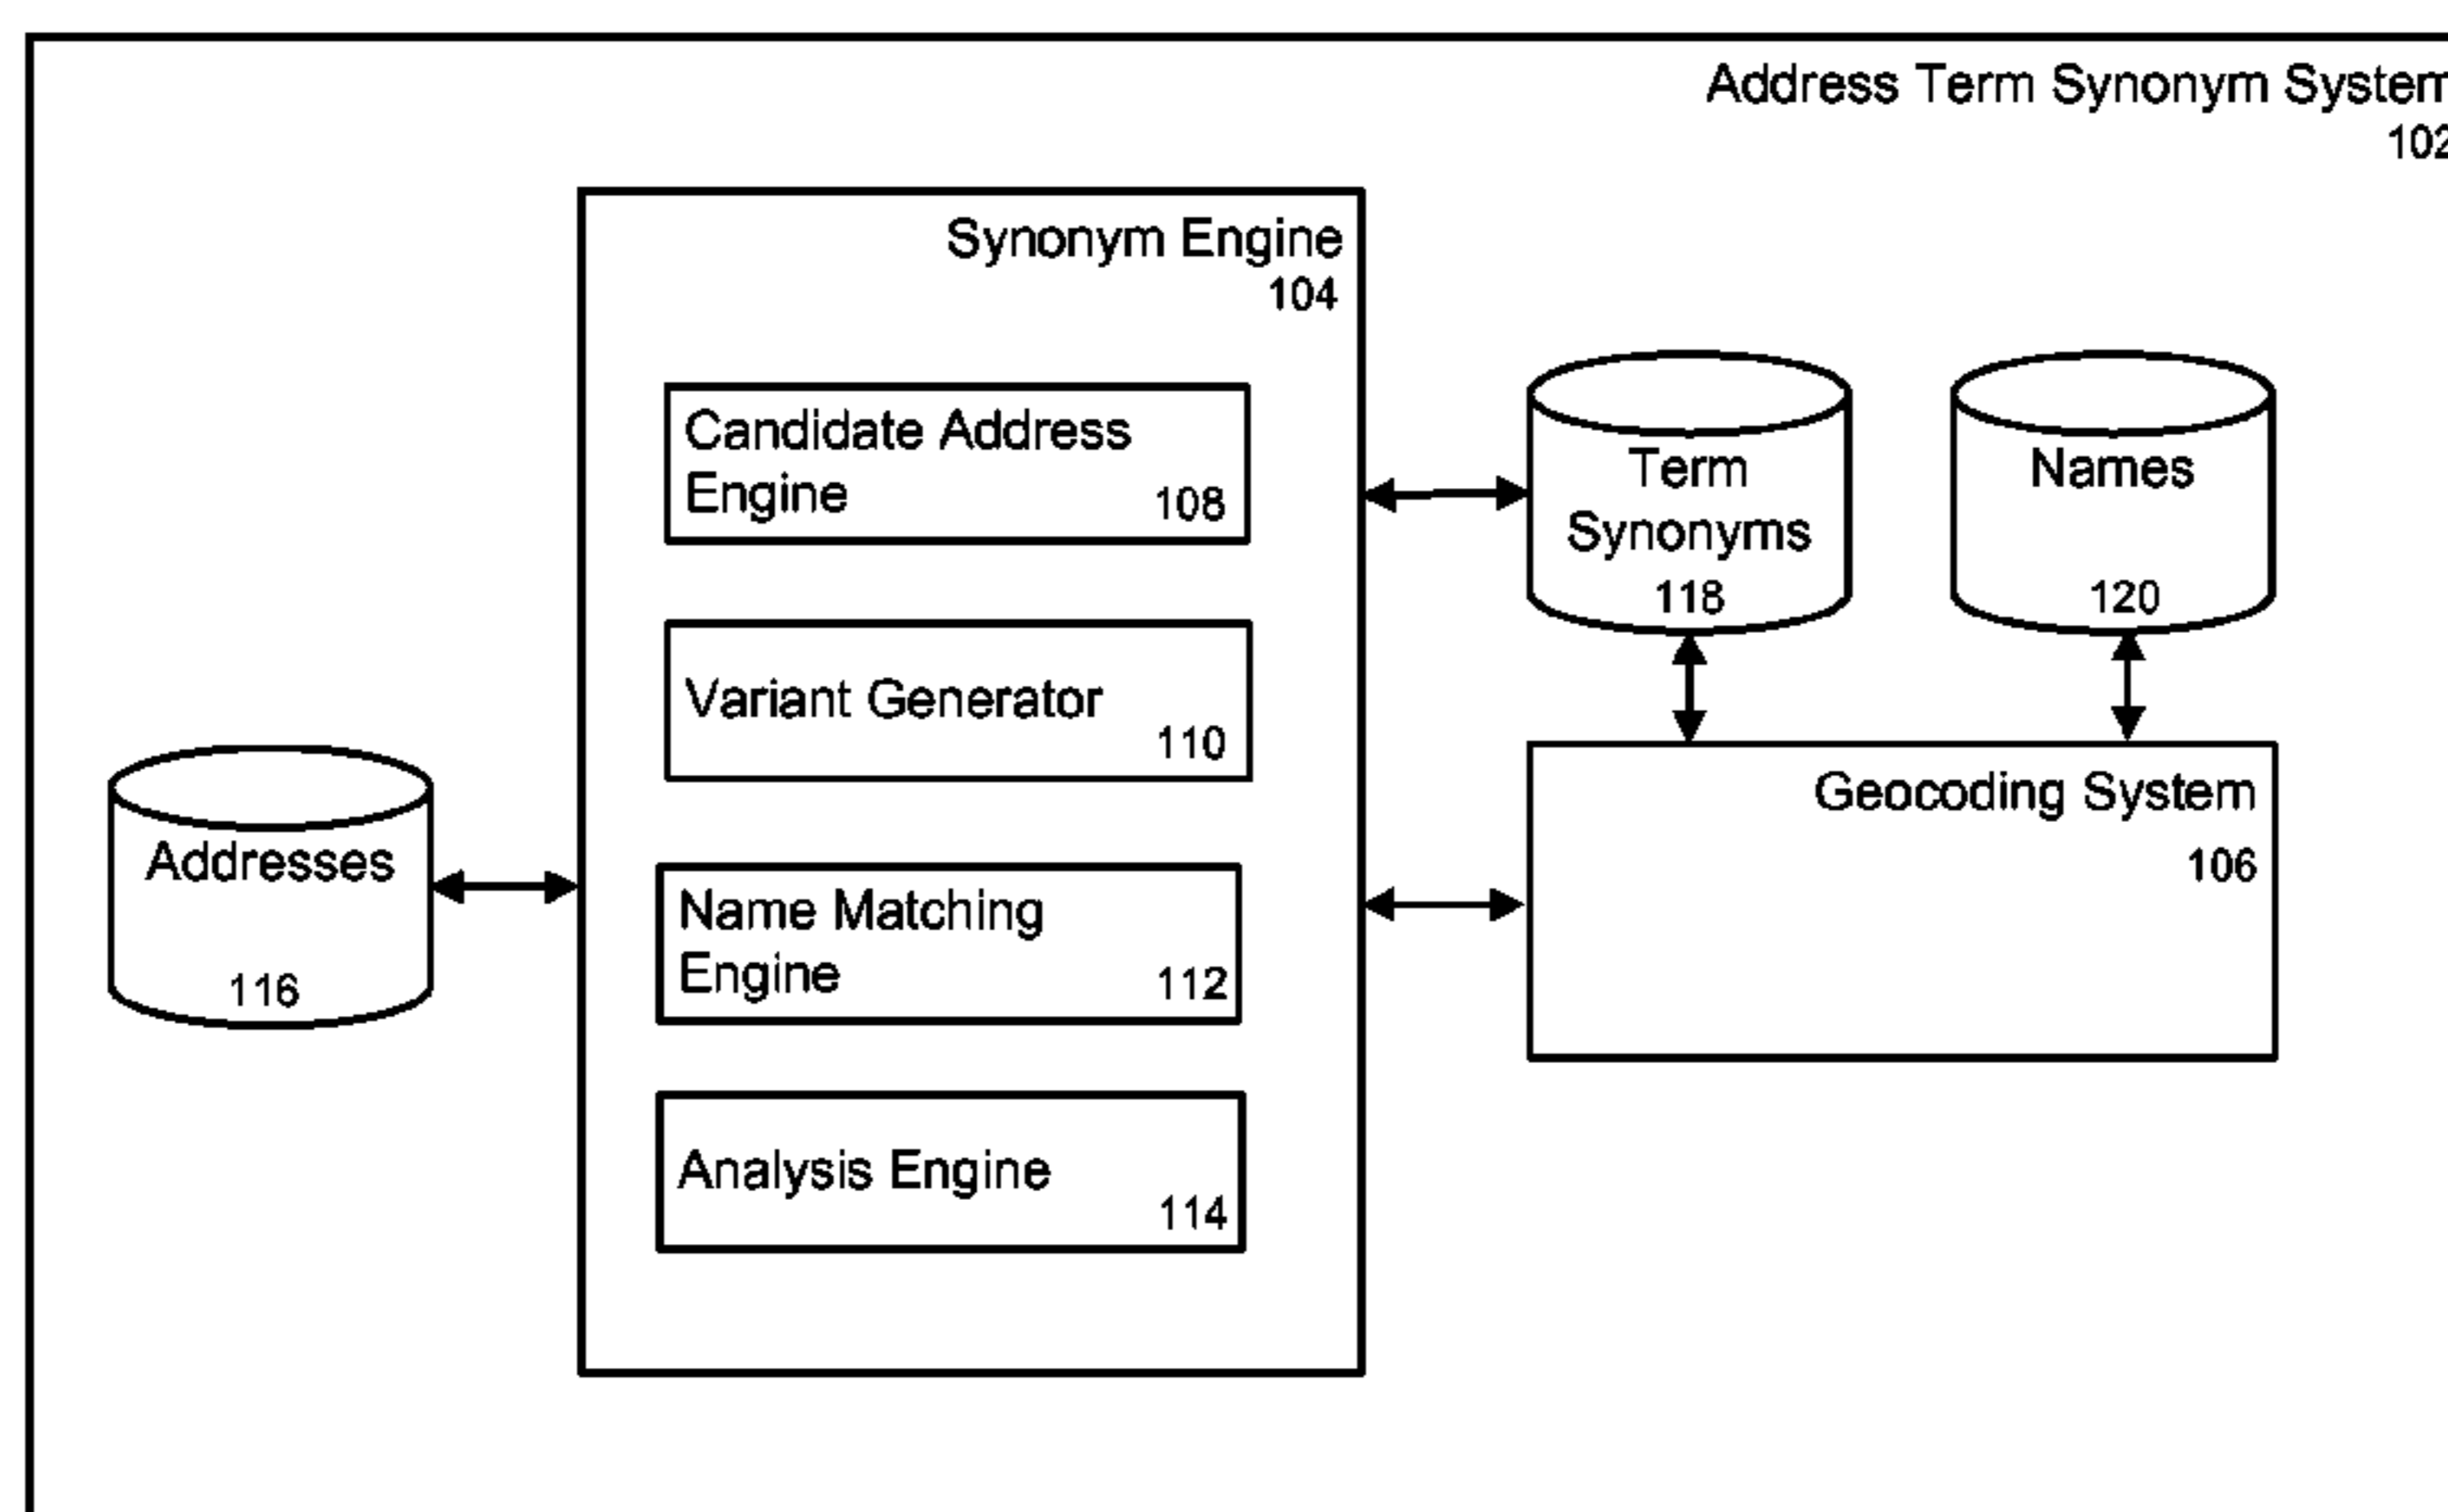 Address Term Synonym System
102
Synonym Engine
104
Candidate Address
Engine
108
Variant Generator
110
Name Matching
Engine
112
Analysis Engine
114
Addresses
116
Term
Synonyms
118
Names
120
Geocoding System
106